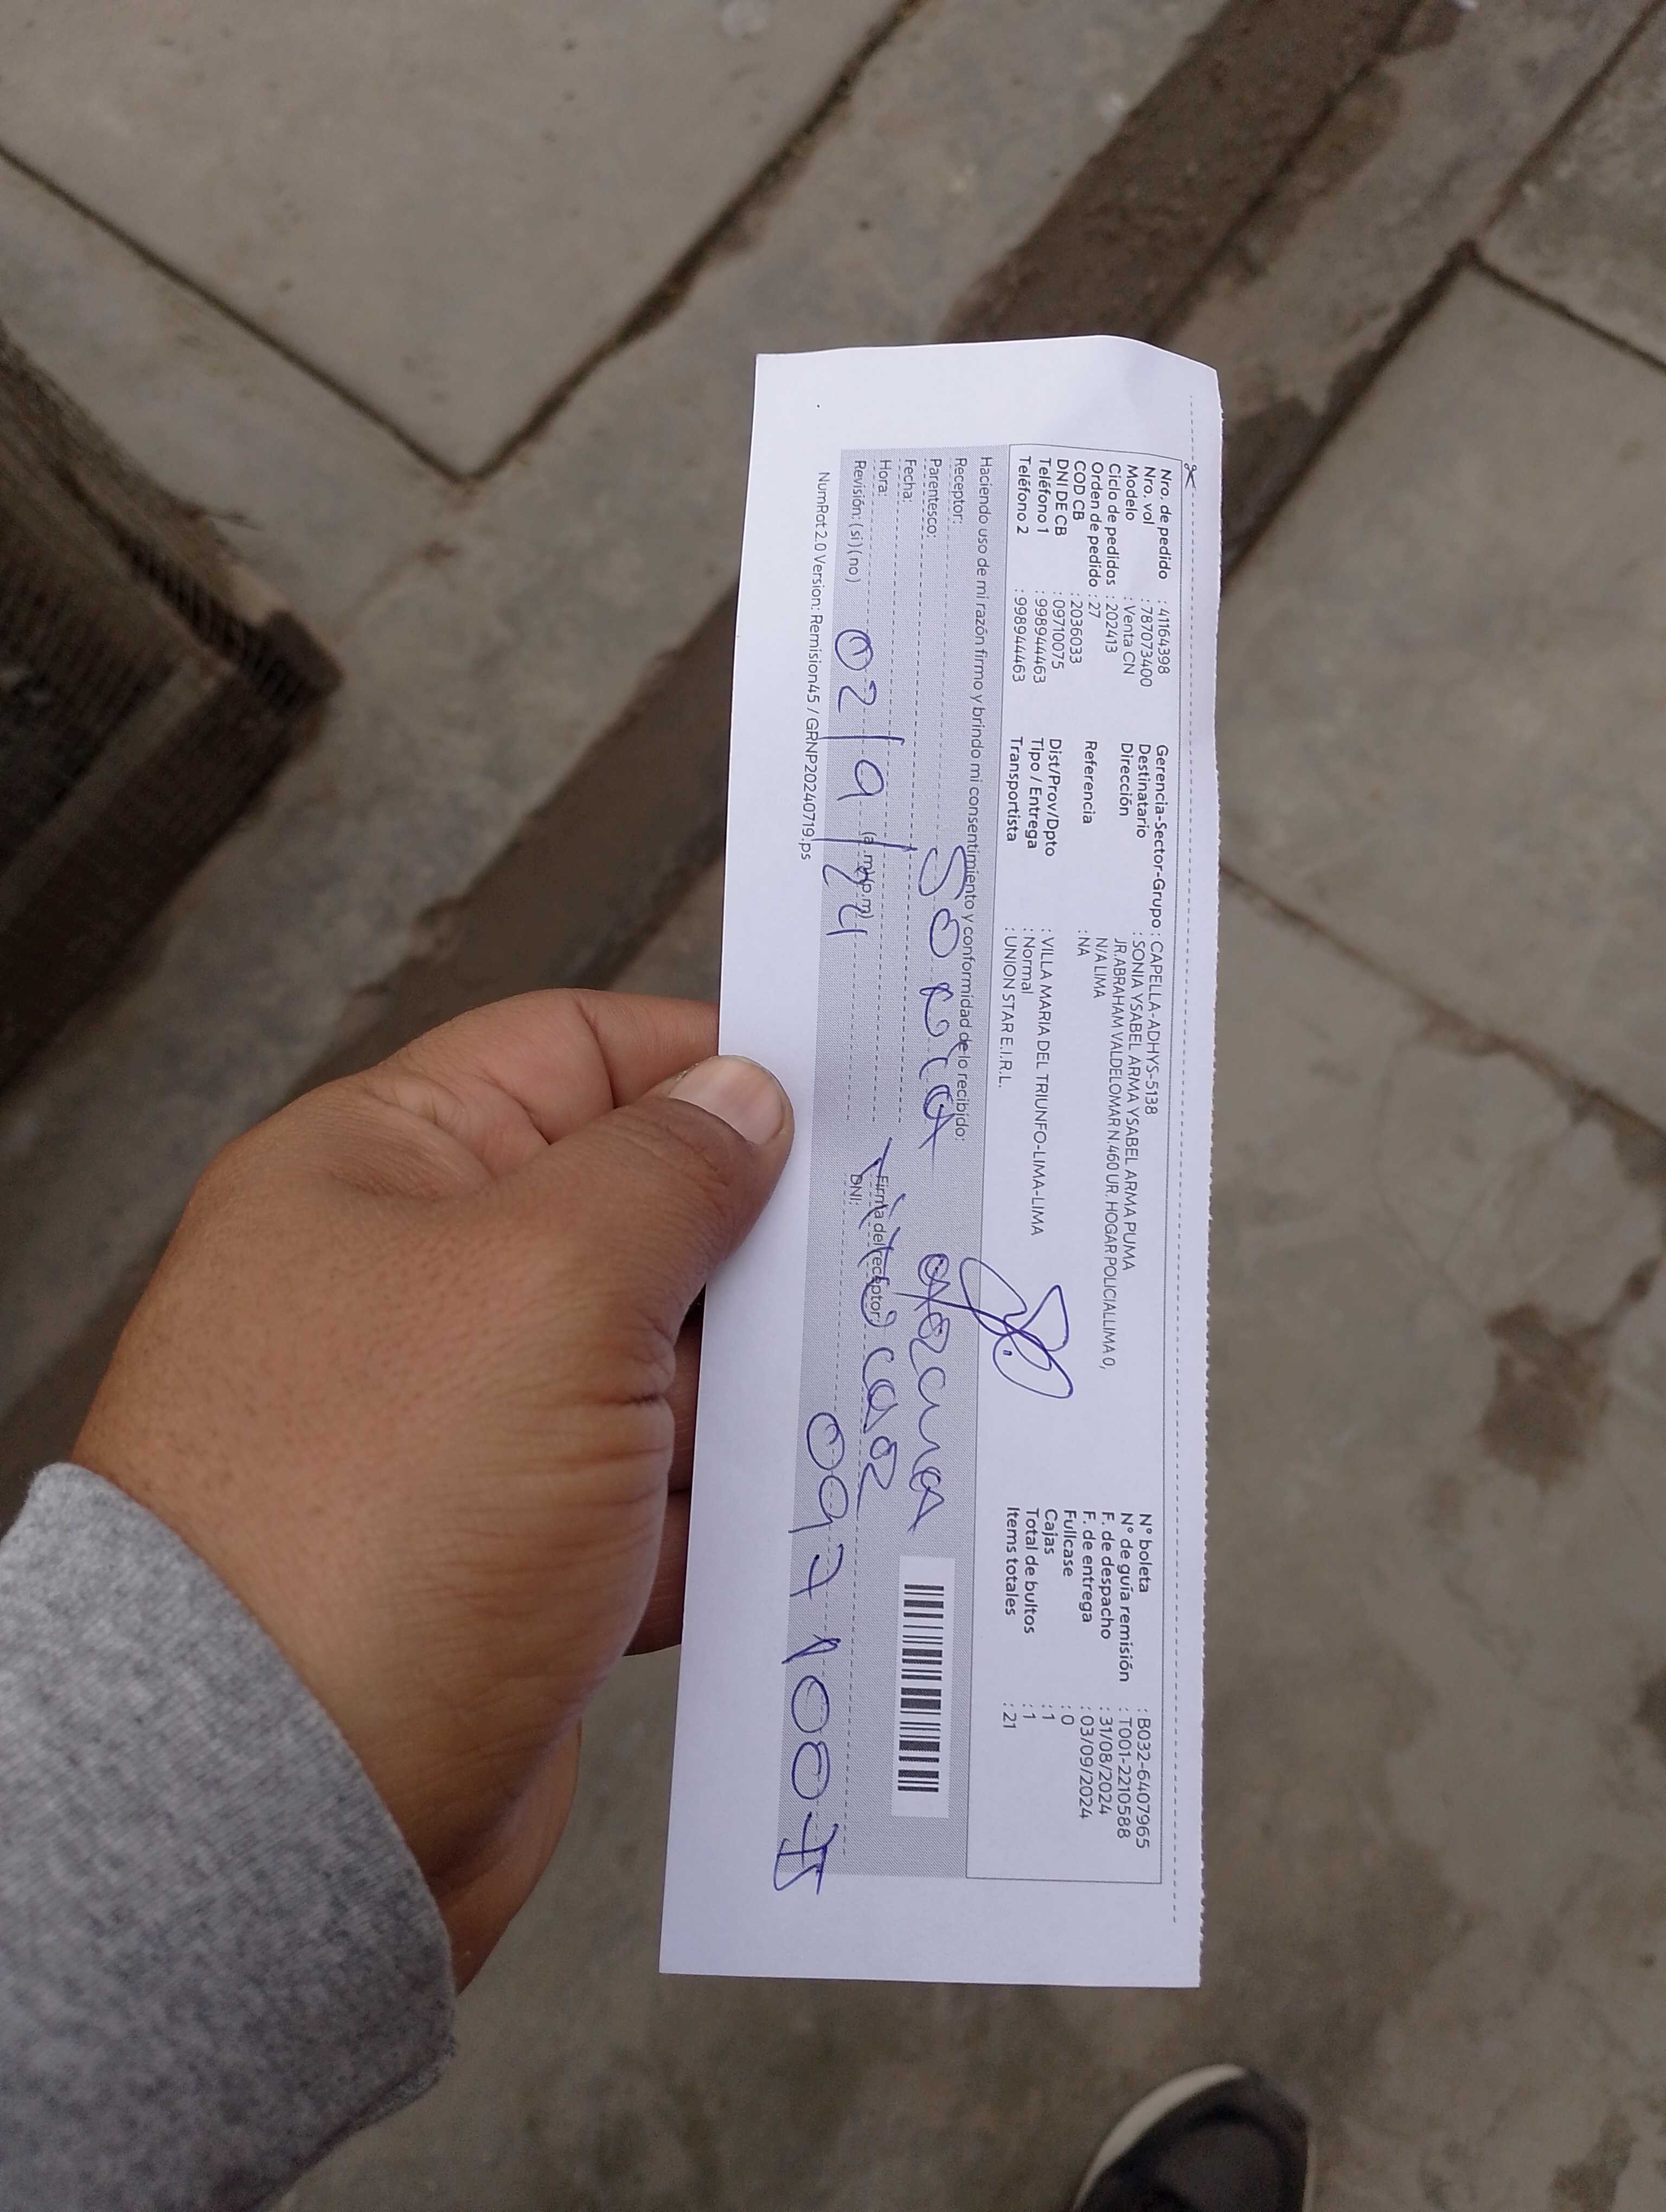 Nro. de pedido : 41164398
Nro. vol : 787073400
Modelo : Venta CN
Ciclo de pedidos : 202413
Orden de pedido : 27
COD CB : 2036033
DNI DE CB : 09710075
Teléfono 1 : 998944463
Teléfono 2 : 998944463
Gerencia-Sector-Grupo : CAPELLA-ADHYS-5138
Destinatario : SONIA YSABEL ARMA YSABEL ARMA PUMA
Dirección JR.ABRAHAM VALDELOMAR N.460 UR. HOGAR POLICIALLIMA 0,
N/A LIMA
Referencia : NA
Dist/Prov/Dpto : VILLA MARIA DEL TRIUNFO-LIMA-LIMA
Tipo / Entrega : Normal
Transportista : UNION STAR E.I.R.L.
N° boleta : B032-6407965
N° de guía remisión : T001-2210588
F. de despacho : 31/08/2024
F. de entrega : 03/09/2024
Fullcase : 0
Cajas : 1
Total de bultos : 1
Items totales : 21
Haciendo uso de mi razón firmo y brindo mi consentimiento y conformidad de lo recibido:
Receptor:
Parentesco: Sonia
Fecha:
Hora: (a.m)(p.m)
Revisión: (si)(no) 02/9/24
Firma del receptor
Titular
DNI: 09710075
NumRot 2.0 Version: Remision45 / GRNP20240719.ps